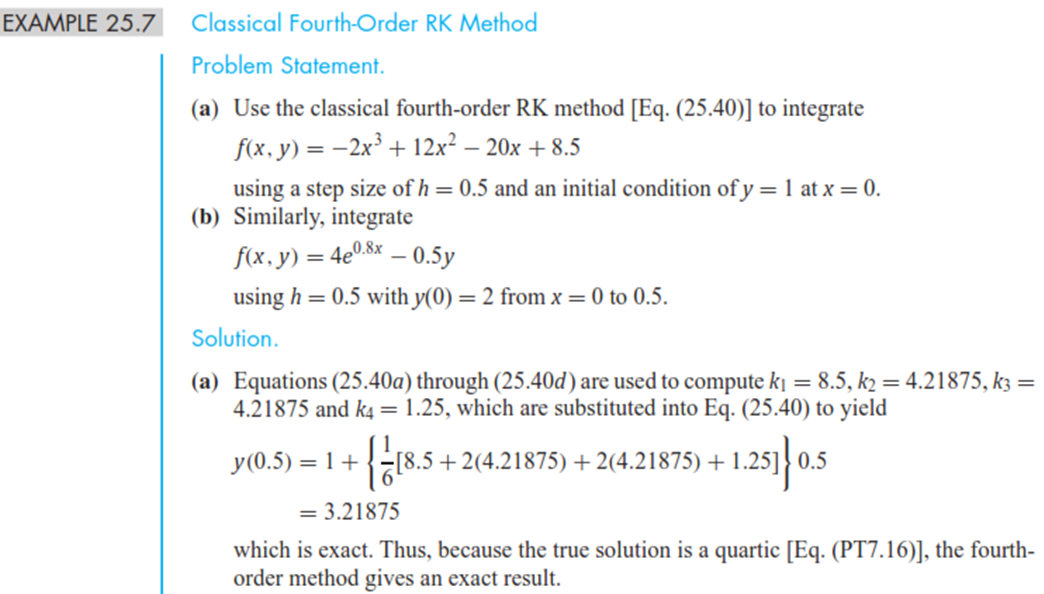 EXAMPLE 25.7 Classical Fourth-Order RK Method
Problem Statement.
(a) Use the classical fourth-order RK method [Eq. (25.40)] to integrate
f(x, y) = −2x³ + 12x² − 20x + 8.5
using a step size of h = 0.5 and an initial condition of y = 1 at x = 0.
(b) Similarly, integrate
f(x, y) = 4e^0.8x − 0.5y
using h = 0.5 with y(0) = 2 from x = 0 to 0.5.
Solution.
(a) Equations (25.40a) through (25.40d) are used to compute k₁ = 8.5, k₂ = 4.21875, k₃ =
4.21875 and k₄ = 1.25, which are substituted into Eq. (25.40) to yield
y(0.5) = 1 + {1/6[8.5 + 2(4.21875) + 2(4.21875) + 1.25]} 0.5
= 3.21875
which is exact. Thus, because the true solution is a quartic [Eq. (PT7.16)], the fourth-
order method gives an exact result.